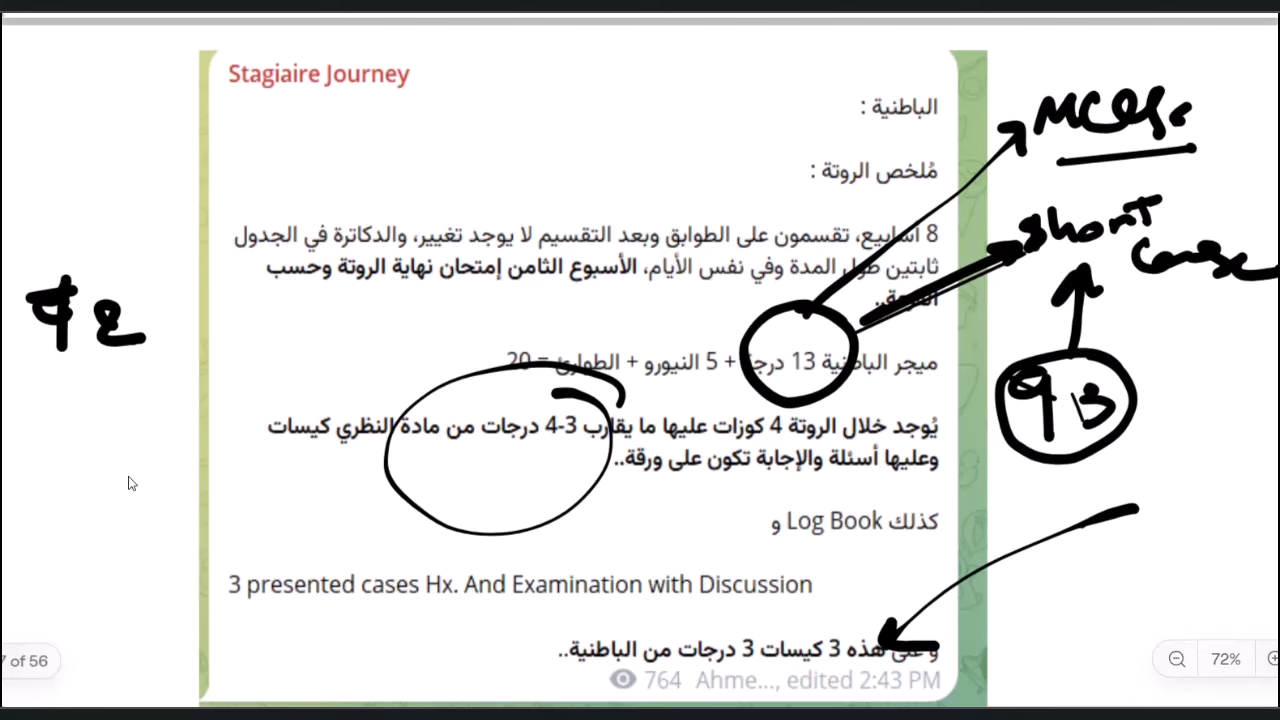 Stagiaire Journey
الباطنية :
مُلخص الروتة :
8 أسابيع، تقسمون على الطوابق وبعد التقسيم لا يوجد تغيير، والدكاترة في الجدول
ثابتين طول المدة وفي نفس الأيام، الأسبوع الثامن إمتحان نهاية الروتة وحسب
ميجر الباطنية 13 درجة + 5 النيورو + الطوارئ = 20
يُوجد خلال الروتة 4 كوزات عليها ما يقارب 3-4 درجات من مادة النظري كيسات
وعليها أسئلة والإجابة تكون على ورقة..
كذلك Log Book و
3 presented cases Hx. And Examination with Discussion
وعلى هذه 3 كيسات 3 درجات من الباطنية..
764 Ahme..., edited 2:43 PM
MCQs
short
case
7 of 56
72%